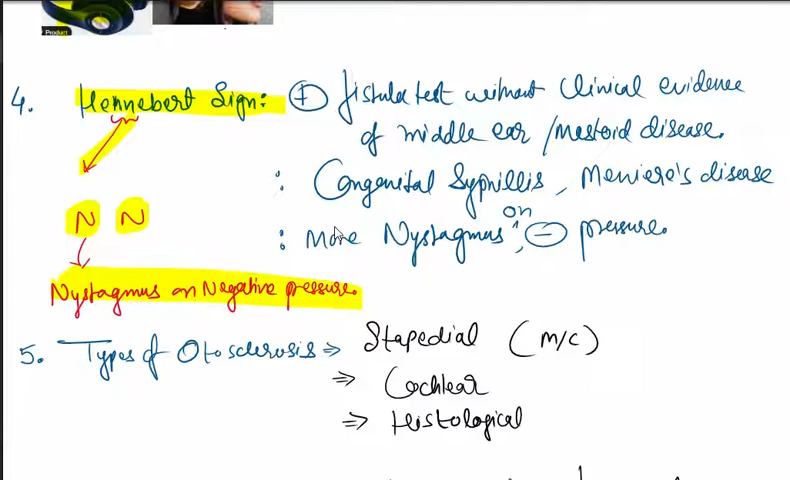 Product
4. Hennebert Sign: ⊕ fistula test without Clinical evidence
of middle ear / Mastoid disease.
: Congenital Syphillis, Meniere's disease
N N
: More Nystagmus on ⊖ pressure.
Nystagmus on Negative pressure.
5. Types of Otosclerosis ⇒ Stapedial (M/C)
⇒ Cochlear
⇒ Histological